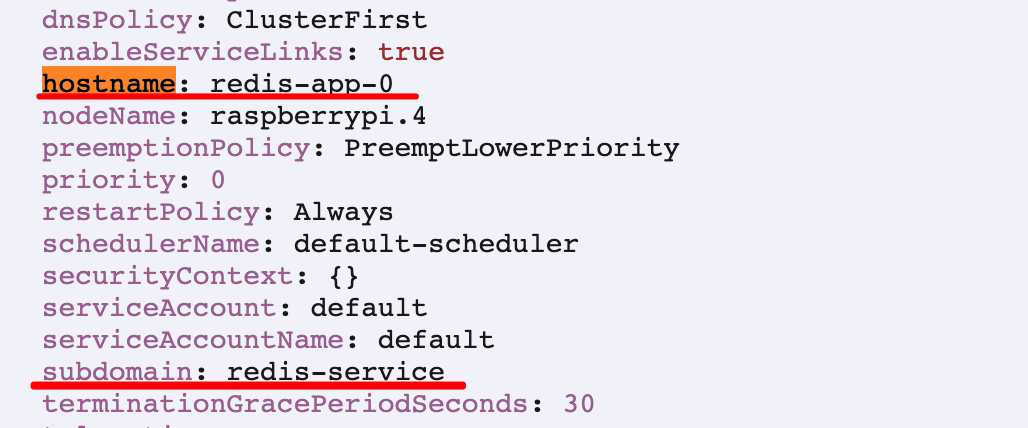 dnsPolicy: ClusterFirst
enableServiceLinks: true
hostname: redis-app-0
nodeName: raspberrypi.4
preemptionPolicy: PreemptLowerPriority
priority: 0
restartPolicy: Always
schedulerName: default-scheduler
securityContext: {}
serviceAccount: default
serviceAccountName: default
subdomain: redis-service
terminationGracePeriodSeconds: 30